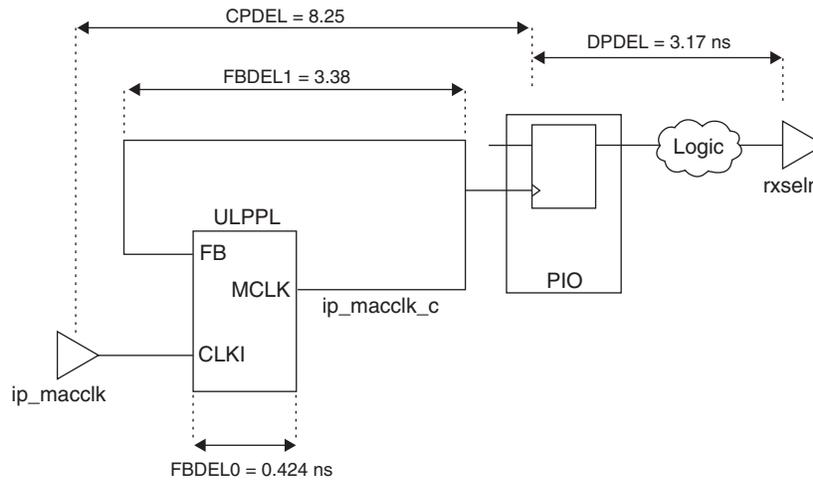 CPDEL = 8.25
DPDEL = 3.17 ns
FBDEL1 = 3.38
Logic
rxselr
ULPPL
FB
MCLK
PIO
ip_macclk_c
CLKI
ip_macclk
FBDEL0 = 0.424 ns